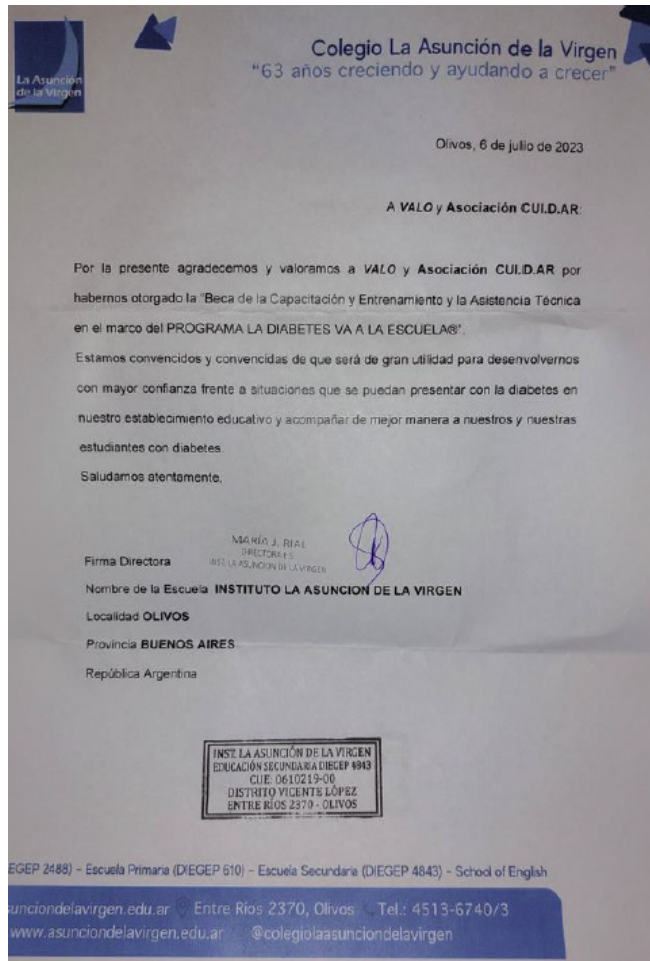 La Asunción
de la Virgen
Colegio La Asunción de la Virgen
"63 años creciendo y ayudando a crecer"
Olivos, 6 de julio de 2023
A VALO y Asociación CUI.D.AR:
Por la presente agradecemos y valoramos a VALO y Asociación CUI.D.AR por
habernos otorgado la "Beca de la Capacitación y Entrenamiento y la Asistencia Técnica
en el marco del PROGRAMA LA DIABETES VA A LA ESCUELA®".
Estamos convencidos y convencidas de que será de gran utilidad para desenvolvernos
con mayor confianza frente a situaciones que se puedan presentar con la diabetes en
nuestro establecimiento educativo y acompañar de mejor manera a nuestros y nuestras
estudiantes con diabetes.
Saludamos atentamente,
MARÍA J. RIAL
DIRECTORA E.S
INST. LA ASUNCION DE LA VIRGEN
Firma Directora
Nombre de la Escuela INSTITUTO LA ASUNCION DE LA VIRGEN
Localidad OLIVOS
Provincia BUENOS AIRES
República Argentina
INST. LA ASUNCIÓN DE LA VIRGEN
EDUCACIÓN SECUNDARIA DIEGEP 4843
CUE: 0610219-00
DISTRITO VICENTE LÓPEZ
ENTRE RÍOS 2370 - OLIVOS
EGEP 2488) - Escuela Primaria (DIEGEP 610) - Escuela Secundaria (DIEGEP 4843) - School of English
unciondelavirgen.edu.ar Entre Ríos 2370, Olivos Tel.: 4513-6740/3
www.asunciondelavirgen.edu.ar @colegiolaasunciondelavirgen